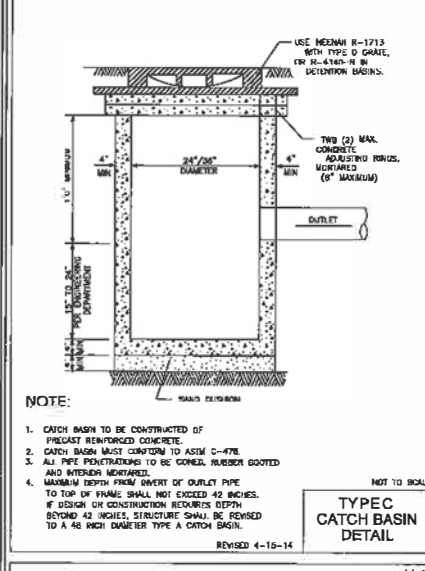 USE NEENAH R-1713
WITH TYPE D GRATE,
OR IN
DETENTION BASINS.
TWO (2) MAX.
CONCRETE
ADJUSTING RINGS,
MORTARED
(8" MAXIMUM)
4"
MIN
24"/36"
DIAMETER
4"
MIN
MINIMUM
OUTLET
TO 24"
PER ENGINEERING
DEPARTMENT
MIN
MIN
SAND CUSHION
NOTE:
1. CATCH BASIN TO BE CONSTRUCTED OF
PRECAST REINFORCED CONCRETE.
2. CATCH BASIN MUST CONFORM TO ASTM C-478.
3. ALL PIPE PENETRATIONS TO BE CORED, RUBBER BOOTED
AND INTERIOR MORTARED.
4. MAXIMUM DEPTH FROM INVERT OF OUTLET PIPE
TO TOP OF FRAME SHALL NOT EXCEED 42 INCHES.
IF DESIGN OR CONSTRUCTION REQUIRES DEPTH
BEYOND 42 INCHES, STRUCTURE SHALL BE REVISED
TO A 48 INCH DIAMETER TYPE A CATCH BASIN.
REVISED 4-15-14
NOT TO SCAL
TYPE C
CATCH BASIN
DETAIL